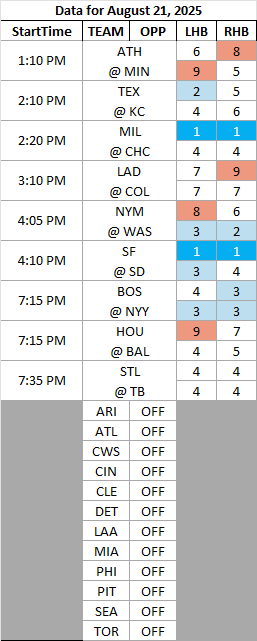 Data for August 21, 2025
StartTime TEAM OPP LHB RHB
1:10 PM ATH 6 8
@ MIN 9 5
2:10 PM TEX 2 5
@ KC 4 6
2:20 PM MIL 1 1
@ CHC 4 4
3:10 PM LAD 7 9
@ COL 7 7
4:05 PM NYM 8 6
@ WAS 3 2
4:10 PM SF 1 1
@ SD 3 4
7:15 PM BOS 4 3
@ NYY 3 3
7:15 PM HOU 9 7
@ BAL 4 5
7:35 PM STL 4 4
@ TB 4 4
ARI OFF
ATL OFF
CWS OFF
CIN OFF
CLE OFF
DET OFF
LAA OFF
MIA OFF
PHI OFF
PIT OFF
SEA OFF
TOR OFF